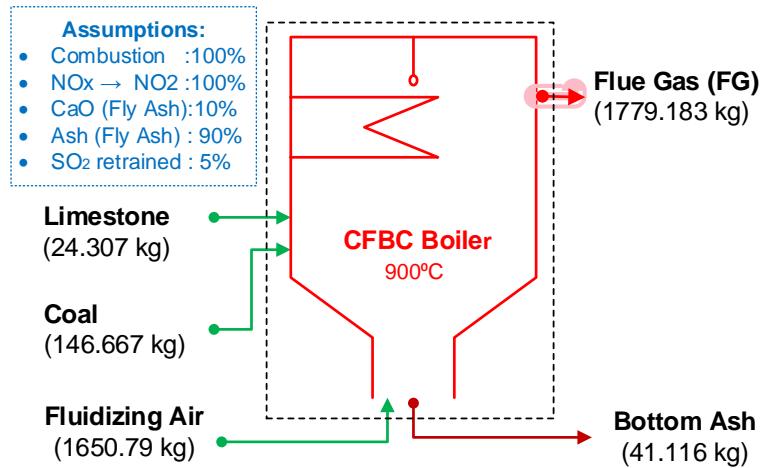 Assumptions:
• Combustion :100%
• NOx → NO2 :100%
• CaO (Fly Ash):10%
• Ash (Fly Ash) : 90%
• SO₂ retrained : 5%
Flue Gas (FG)
(1779.183 kg)
Limestone
(24.307 kg)
CFBC Boiler
900ºC
Coal
(146.667 kg)
Fluidizing Air
(1650.79 kg)
Bottom Ash
(41.116 kg)